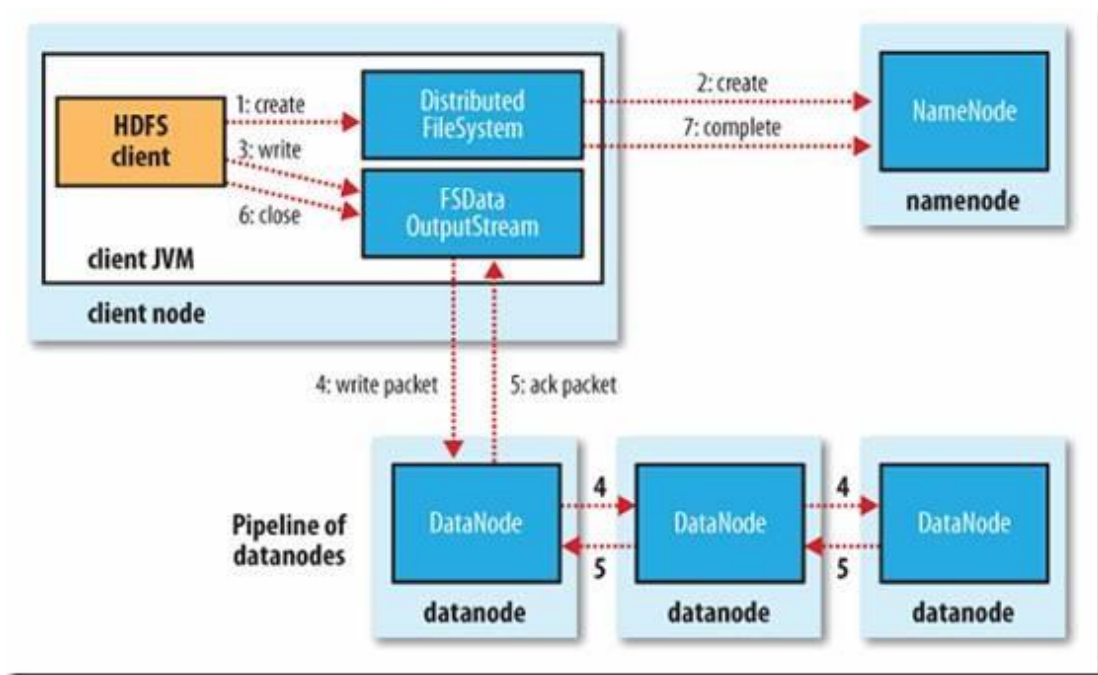 HDFS
client
1: create
3: write
6: close
Distributed
FileSystem
FSData
OutputStream
client JVM
client node
2: create
7: complete
NameNode
namenode
4: write packet
5: ack packet
Pipeline of
datanodes
DataNode
datanode
4
5
DataNode
datanode
4
5
DataNode
datanode